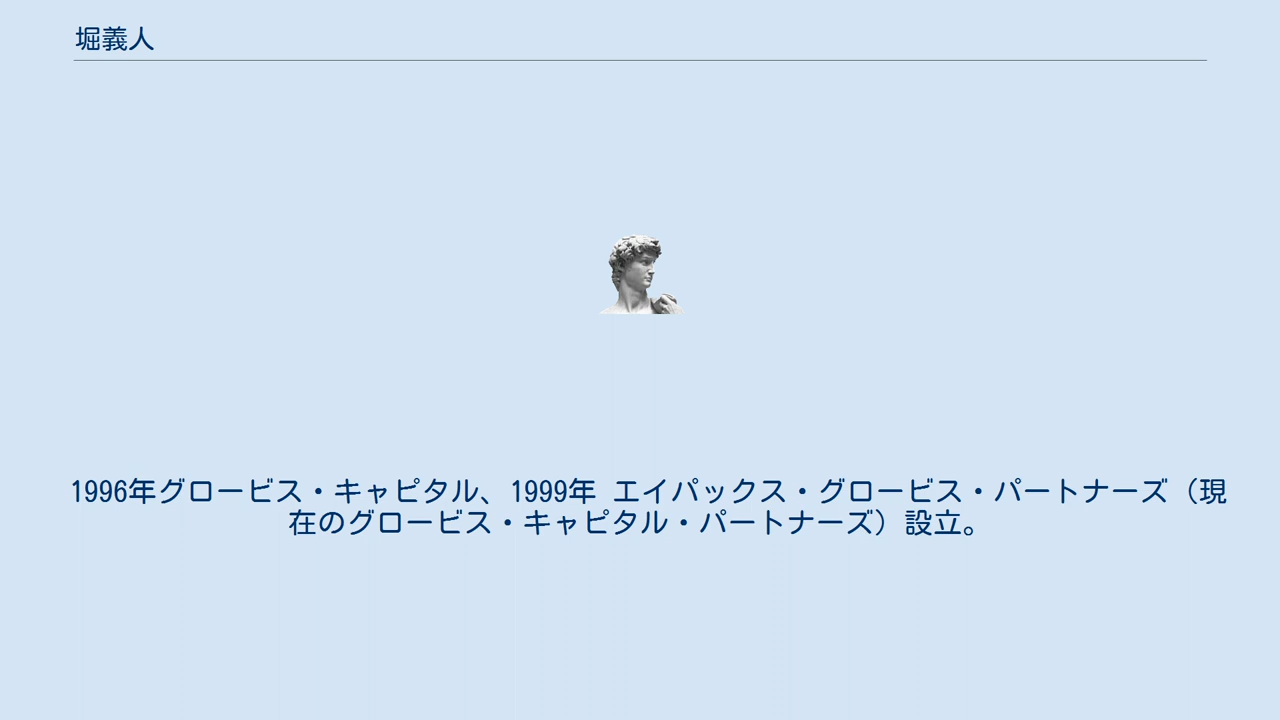 堀義人
1996年グロービス・キャピタル、1999年 エイパックス・グロービス・パートナーズ（現
在のグロービス・キャピタル・パートナーズ）設立。